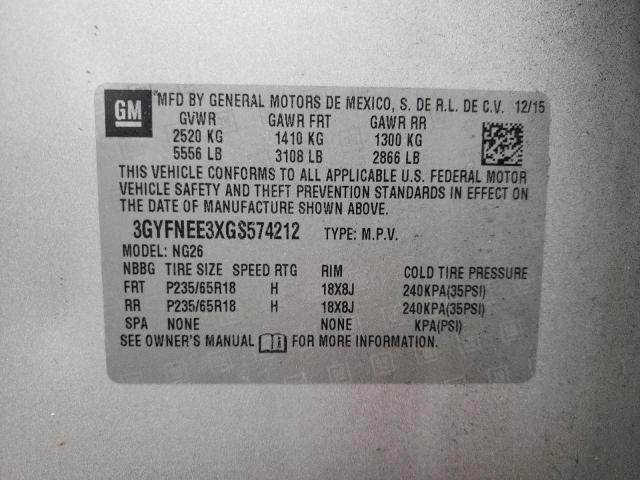 GM
®MFD BY GENERAL MOTORS DE MEXICO, S. DE R.L. DE C.V. 12/15
GVWR GAWR FRT GAWR RR
2520 KG 1410 KG 1300 KG
5556 LB 3108 LB 2866 LB
THIS VEHICLE CONFORMS TO ALL APPLICABLE U.S. FEDERAL MOTOR
VEHICLE SAFETY AND THEFT PREVENTION STANDARDS IN EFFECT ON
THE DATE OF MANUFACTURE SHOWN ABOVE.
3GYFNEE3XGS574212 TYPE: M.P.V.
MODEL: NG26
NBBG TIRE SIZE SPEED RTG RIM COLD TIRE PRESSURE
FRT P235/65R18 H 18X8J 240KPA(35PSI)
RR P235/65R18 H 18X8J 240KPA(35PSI)
SPA NONE NONE KPA(PSI)
SEE OWNER'S MANUAL FOR MORE INFORMATION.